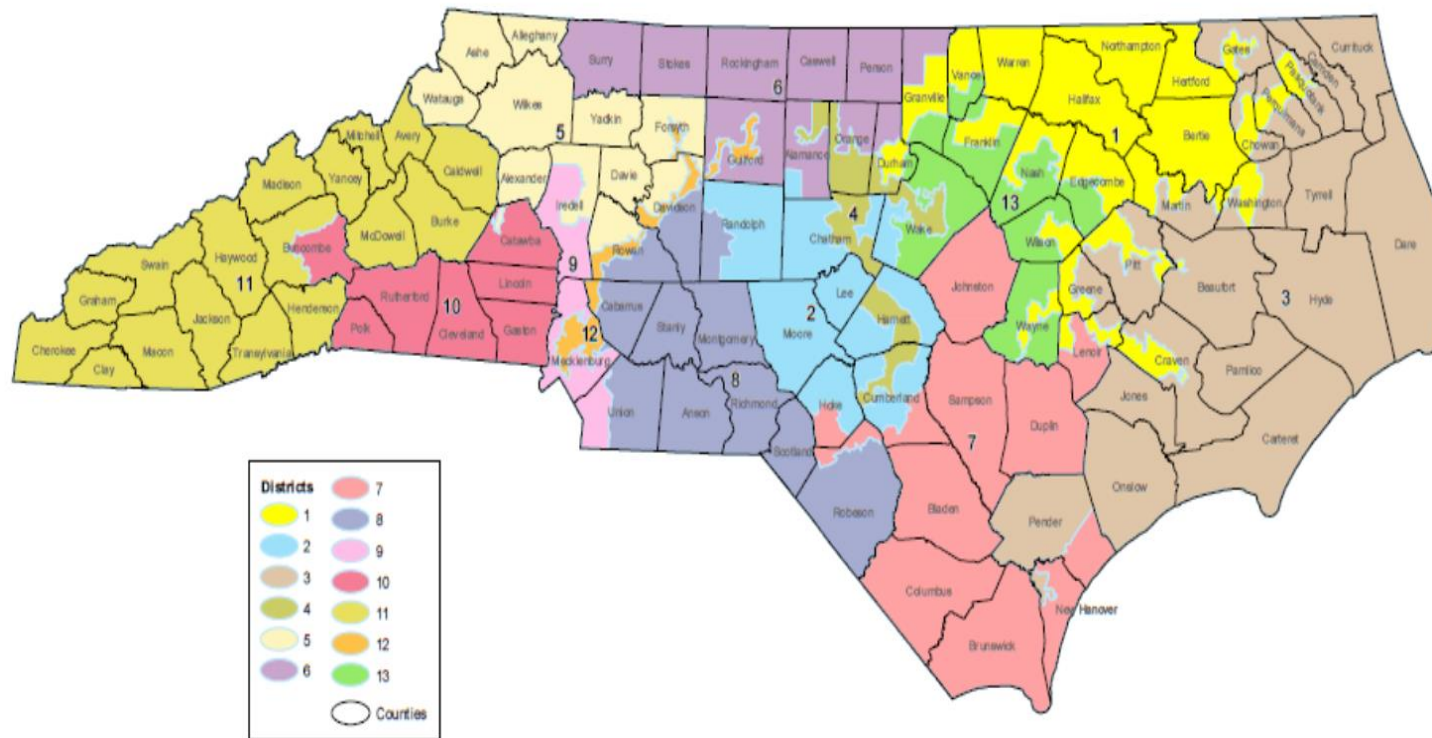 Ashe
Alleghany
Surry
Stokes
Rockingham
Caswell
Person
Vance
Warren
Northampton
Gates
Currituck
Camden
Pasquotank
Perquimans
Hertford
Halifax
Granville
Watauga
Wilkes
6
5
Yadkin
Forsyth
Guilford
Alamance
Orange
Durham
Franklin
1
Bertie
Chowan
Mitchell
Avery
Caldwell
Alexander
Davie
Iredell
Nash
Edgecombe
Madison
Yancey
Burke
McDowell
Davidson
Randolph
Chatham
4
Wake
13
Martin
Washington
Tyrrell
Dare
Buncombe
Catawba
Rowan
Wilson
Pitt
Swain
Haywood
11
9
Lincoln
Rutherford
10
Cleveland
Gaston
Polk
Henderson
Graham
Jackson
Cherokee
Macon
Clay
Transylvania
Cabarrus
Stanly
Montgomery
12
Mecklenburg
8
Union
Anson
Richmond
Scotland
Lee
2
Moore
Harnett
Hoke
Cumberland
Johnston
Greene
Wayne
Lenoir
Beaufort
3
Hyde
Craven
Pamlico
Jones
Carteret
Sampson
7
Duplin
Onslow
Robeson
Bladen
Pender
Columbus
New Hanover
Brunswick
Districts
1
2
3
4
5
6
7
8
9
10
11
12
13
Counties